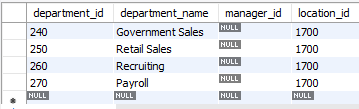 department_id department_name manager_id location_id
240 Government Sales NULL 1700
250 Retail Sales NULL 1700
260 Recruiting NULL 1700
270 Payroll NULL 1700
NULL NULL NULL NULL